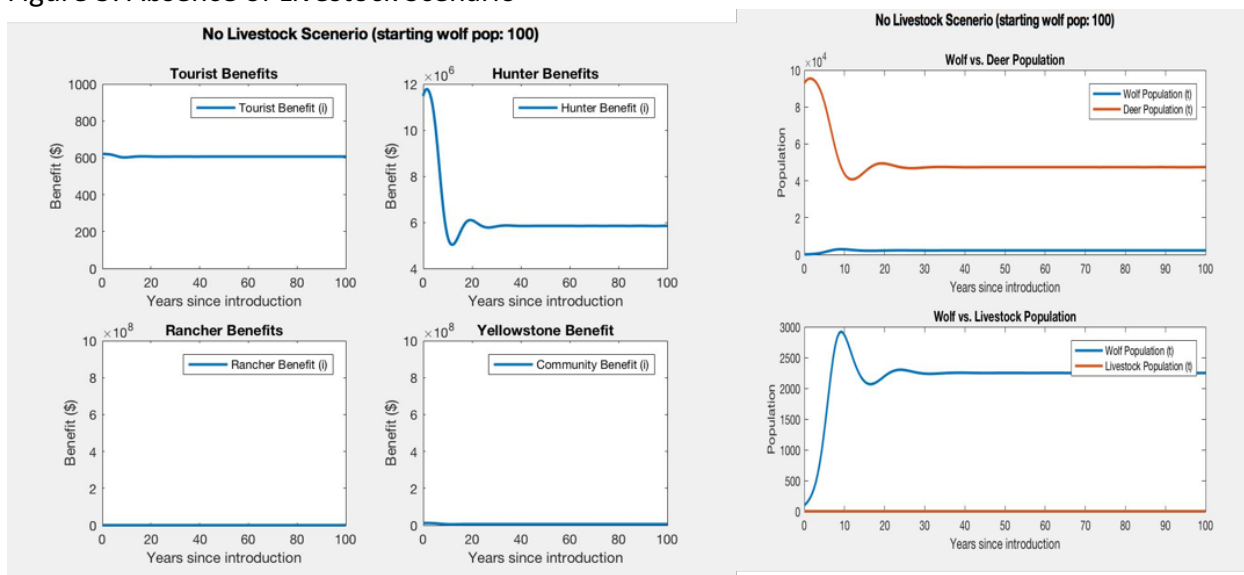 Figure 3: Absence of Livestock Scenario
No Livestock Scenerio (starting wolf pop: 100)
Tourist Benefits
1000
800
600
400
200
0
Benefit ($)
Tourist Benefit (i)
0 20 40 60 80 100
Years since introduction
Hunter Benefits
×10^6
12
10
8
6
4
Benefit ($)
Hunter Benefit (i)
0 20 40 60 80 100
Years since introduction
Rancher Benefits
×10^8
10
8
6
4
2
0
Benefit ($)
Rancher Benefit (i)
0 20 40 60 80 100
Years since introduction
Yellowstone Benefit
×10^8
10
8
6
4
2
0
Benefit ($)
Community Benefit (i)
0 20 40 60 80 100
Years since introduction
No Livestock Scenerio (starting wolf pop: 100)
Wolf vs. Deer Population
×10^4
10
8
6
4
2
0
Population
Wolf Population (t)
Deer Population (t)
0 10 20 30 40 50 60 70 80 90 100
Years since introduction
Wolf vs. Livestock Population
3000
2500
2000
1500
1000
500
0
Population
Wolf Population (t)
Livestock Population (t)
0 10 20 30 40 50 60 70 80 90 100
Years since introduction